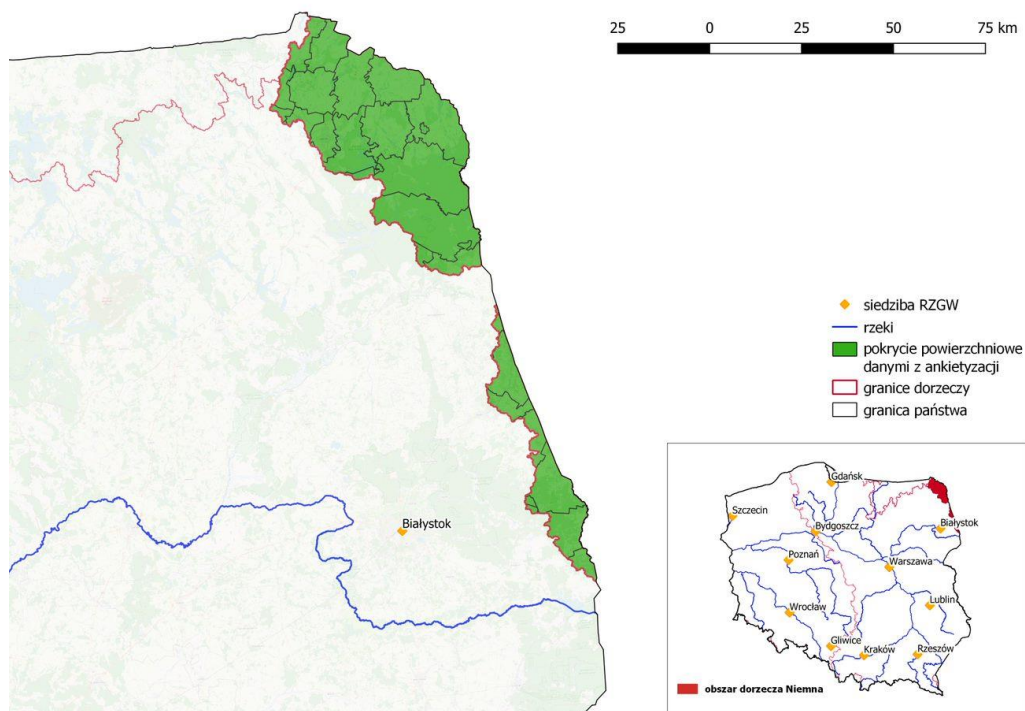 25 0 25 50 75 km
siedziba RZGW
rzeki
pokrycie powierzchniowe
danymi z ankietyzacji
granice dorzeczy
granica państwa
Białystok
Gdańsk
Szczecin
Białystok
Bydgoszcz
Poznań
Warszawa
Wrocław
Lublin
Gliwice
Kraków
Rzeszów
obszar dorzecza Niemna